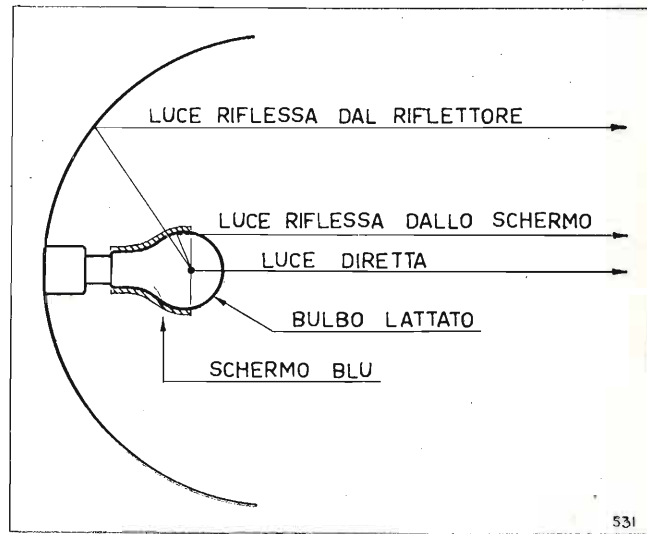 LUCE RIFLESSA DAL RIFLETTORE
LUCE RIFLESSA DALLO SCHERMO
LUCE DIRETTA
BULBO LATTATO
SCHERMO BLU
531